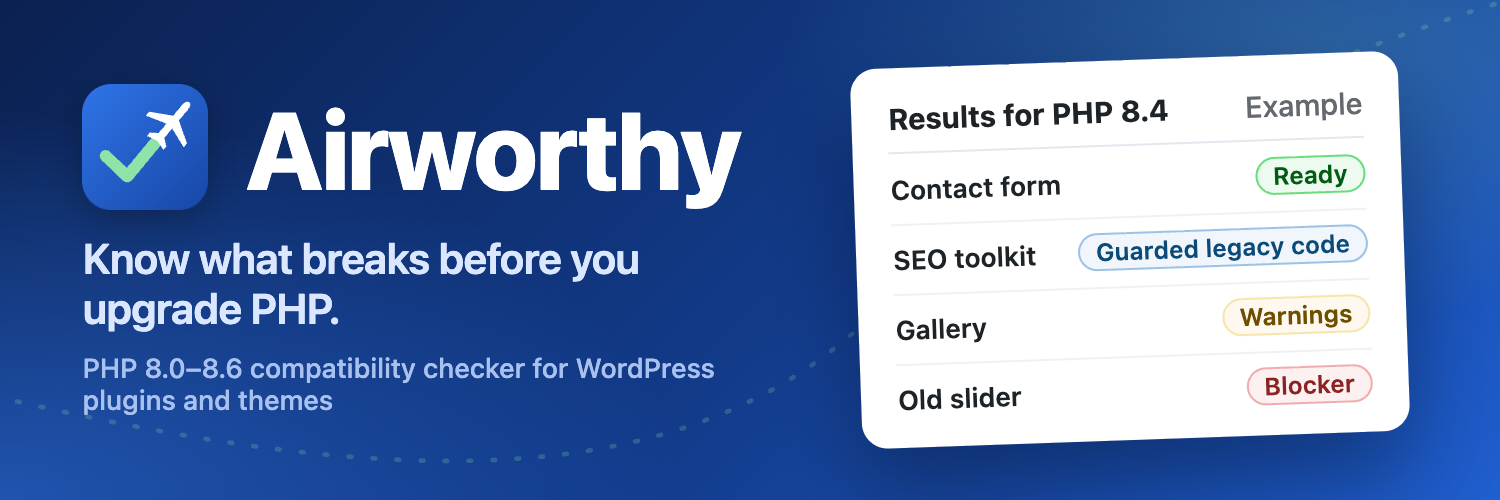 Airworthy
Know what breaks before you
upgrade PHP.
PHP 8.0–8.6 compatibility checker for WordPress
plugins and themes
Results for PHP 8.4 Example
Contact form Ready
SEO toolkit Guarded legacy code
Gallery Warnings
Old slider Blocker